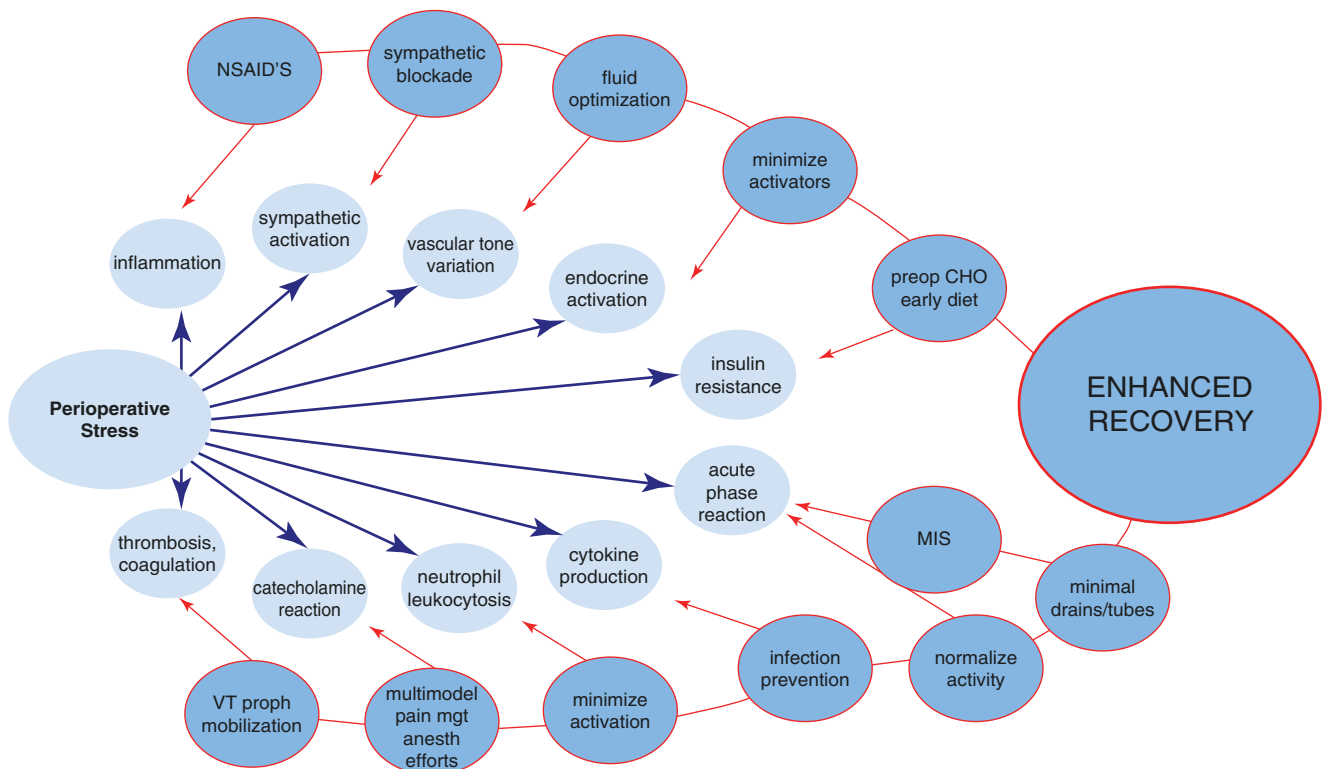 NSAID'S
sympathetic
blockade
fluid
optimization
minimize
activators
preop CHO
early diet
ENHANCED
RECOVERY
inflammation
sympathetic
activation
vascular tone
variation
endocrine
activation
insulin
resistance
Perioperative
Stress
acute
phase
reaction
thrombosis,
coagulation
catecholamine
reaction
neutrophil
leukocytosis
cytokine
production
MIS
minimal
drains/tubes
normalize
activity
infection
prevention
minimize
activation
multimodel
pain mgt
anesth
efforts
VT proph
mobilization